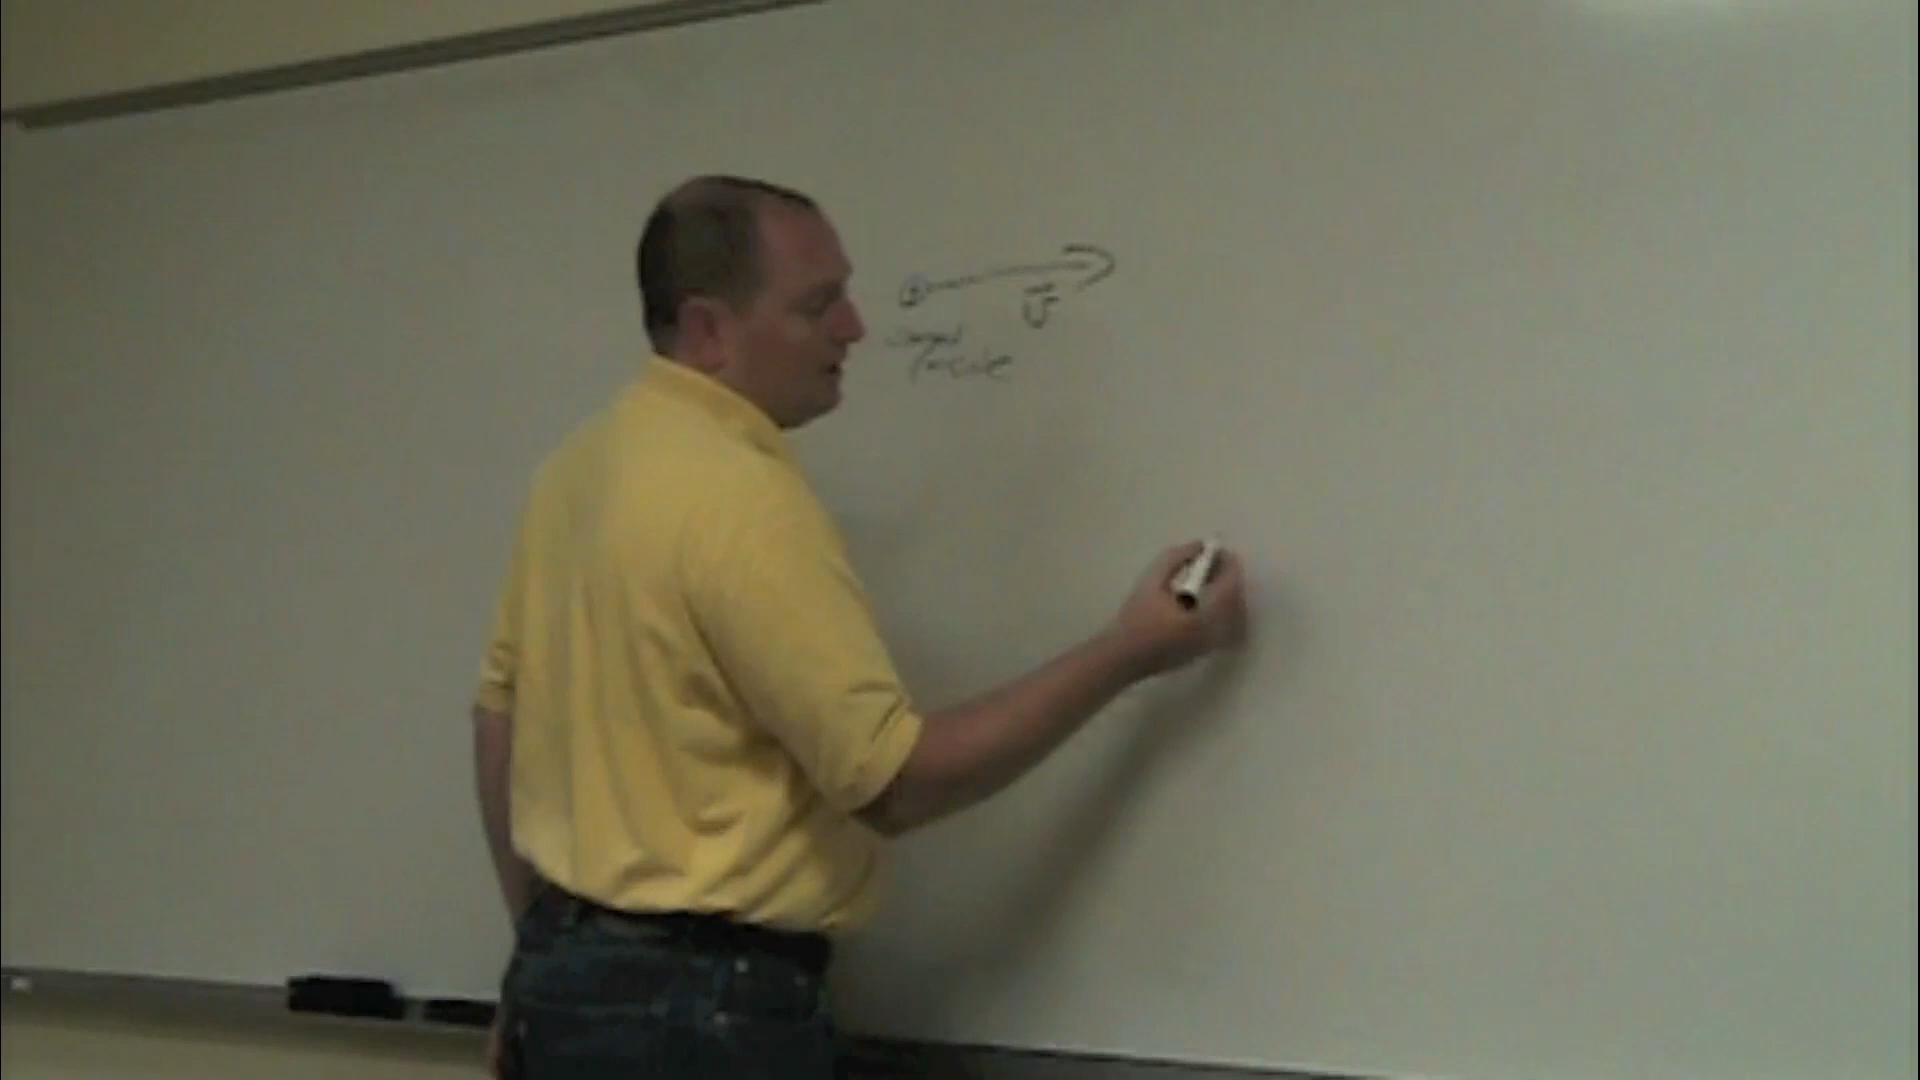 +
v⃗
charged
particle